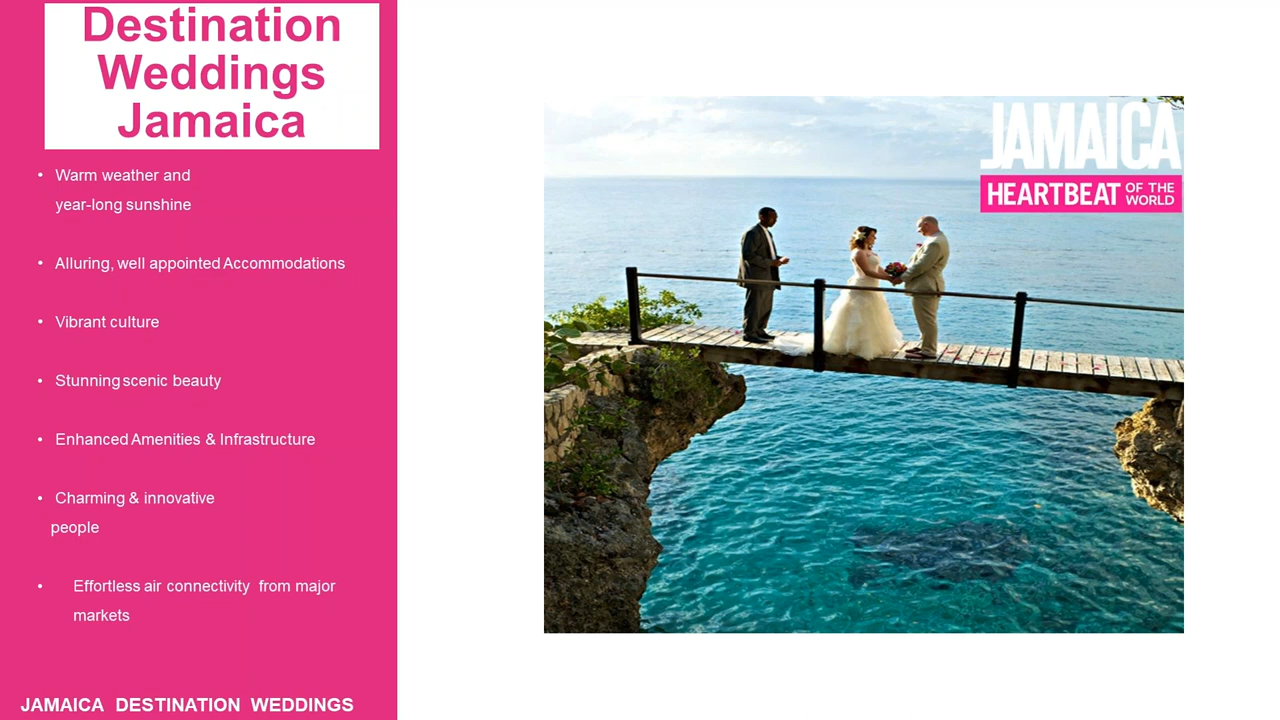 Destination
Weddings
Jamaica
• Warm weather and
year-long sunshine
• Alluring, well appointed Accommodations
• Vibrant culture
• Stunning scenic beauty
• Enhanced Amenities & Infrastructure
• Charming & innovative
people
• Effortless air connectivity from major
markets
JAMAICA DESTINATION WEDDINGS
JAMAICA
HEARTBEAT OF THE
WORLD